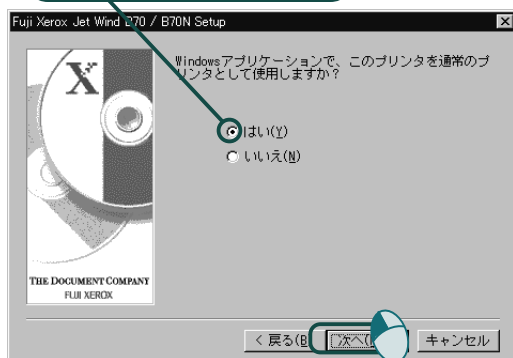 Fuji Xerox Jet Wind B70 / B70N Setup
Windowsアプリケーションで、このプリンタを通常のプ
リンタとして使用しますか？
はい(Y)
いいえ(N)
THE DOCUMENT COMPANY
FUJI XEROX
< 戻る(B
次へ(
キャンセル